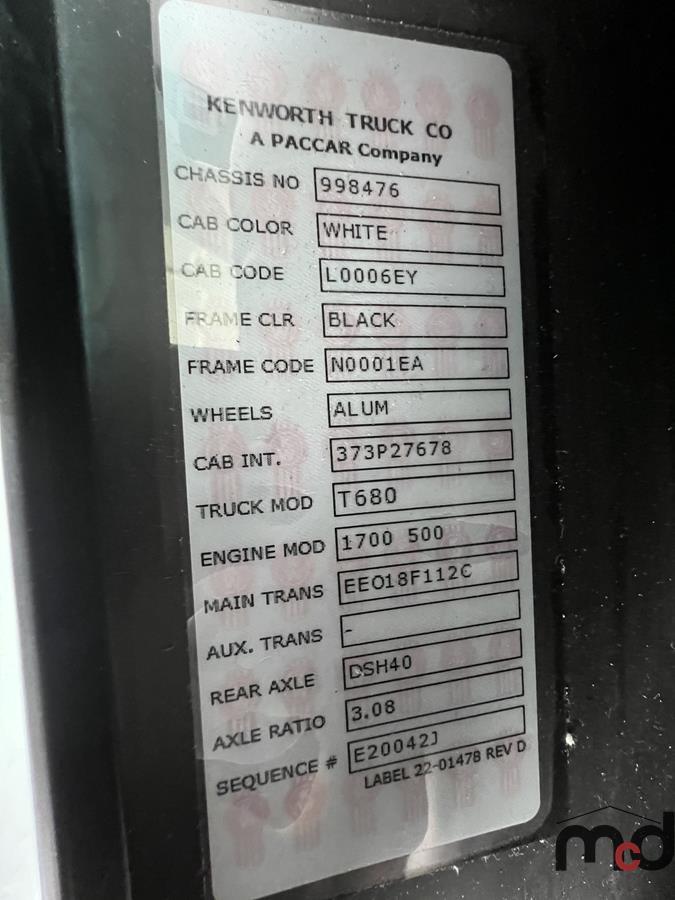 KENWORTH TRUCK CO
A PACCAR Company
CHASSIS NO 998476
CAB COLOR WHITE
CAB CODE L0006EY
FRAME CLR BLACK
FRAME CODE N0001EA
WHEELS ALUM
CAB INT. 373P27678
TRUCK MOD T680
ENGINE MOD 1700 500
MAIN TRANS EEO18F112C
AUX. TRANS -
REAR AXLE DSH40
AXLE RATIO 3.08
SEQUENCE # E20042J
LABEL 22-01478 REV D
mcd